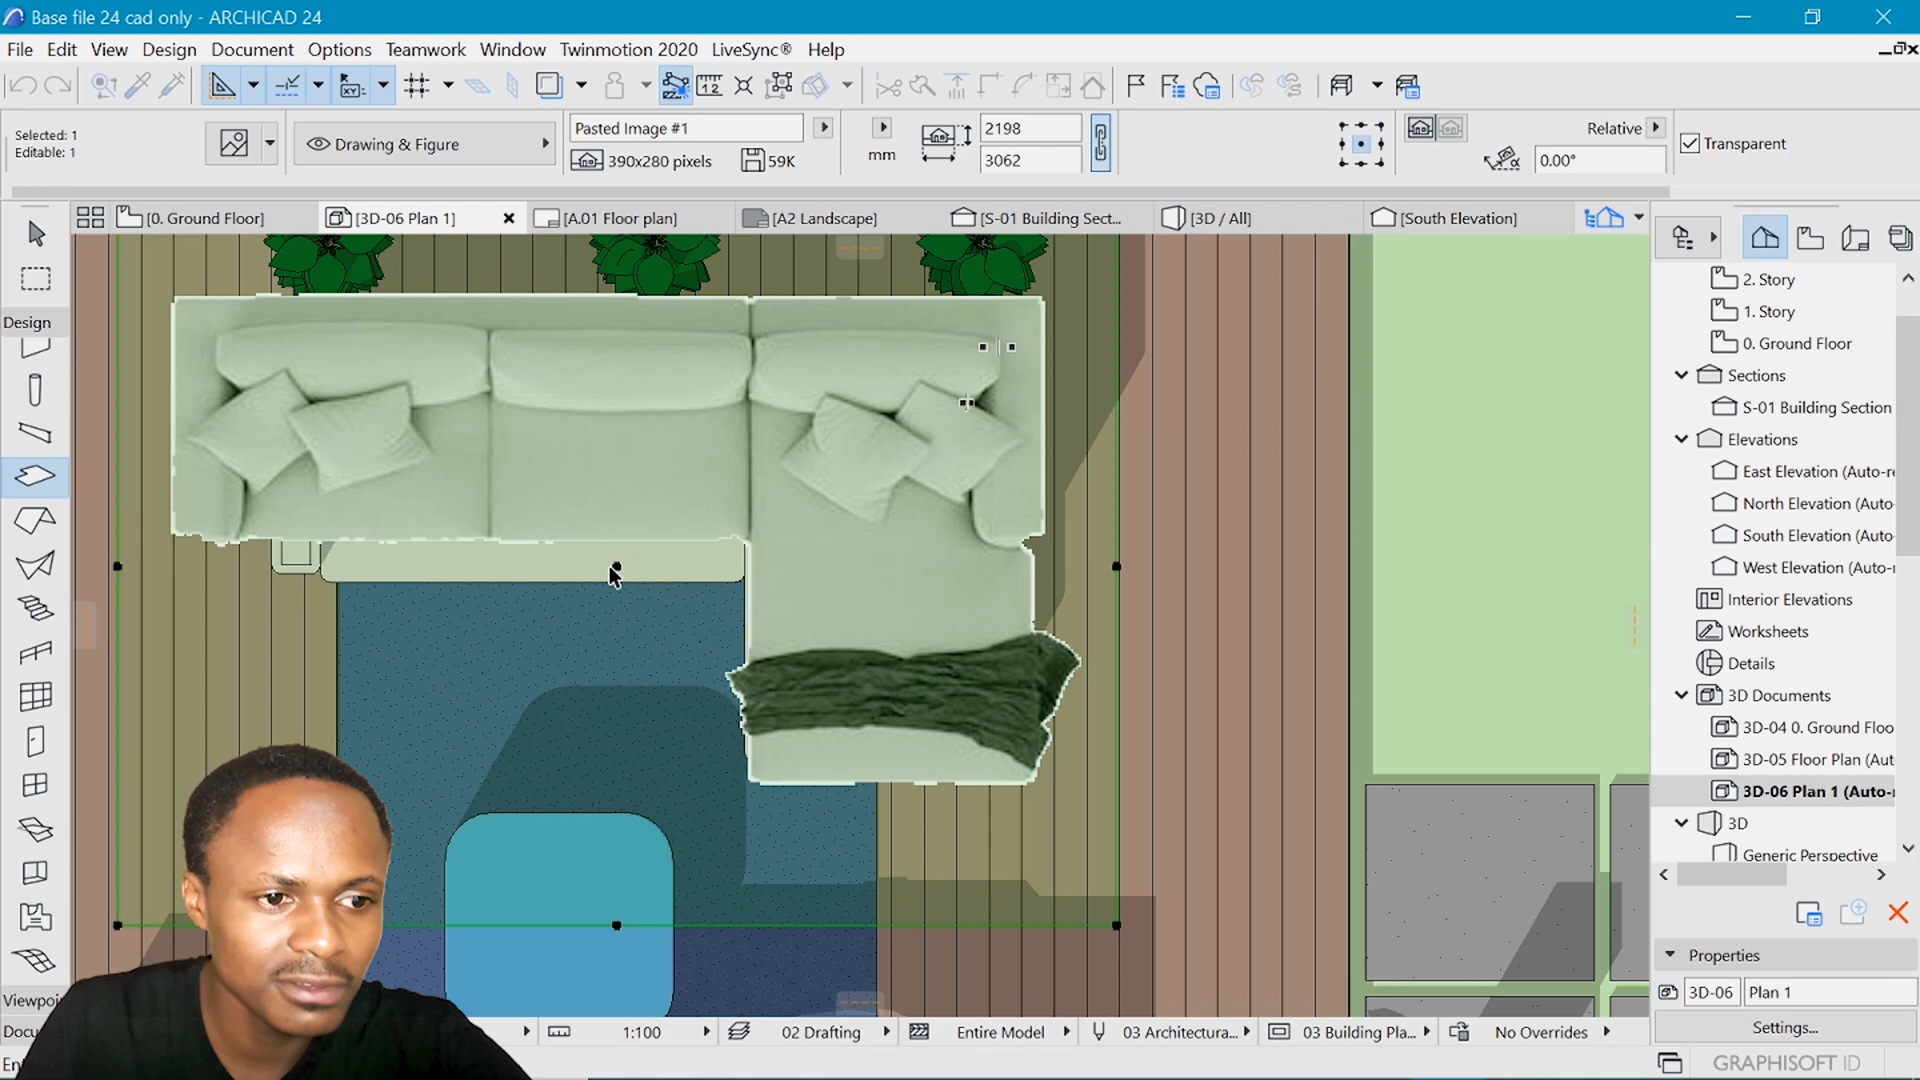 Base file 24 cad only - ARCHICAD 24
File Edit View Design Document Options Teamwork Window Twinmotion 2020 LiveSync® Help
Selected: 1
Editable: 1
Drawing & Figure
Pasted Image #1
390x280 pixels
59K
mm
2198
3062
Relative
0.00°
Transparent
[0. Ground Floor]
[3D-06 Plan 1]
[A.01 Floor plan]
[A2 Landscape]
[S-01 Building Sect...
[3D / All]
[South Elevation]
Design
2. Story
1. Story
0. Ground Floor
Sections
S-01 Building Section
Elevations
East Elevation (Auto-r
North Elevation (Auto-
South Elevation (Auto-
West Elevation (Auto-
Interior Elevations
Worksheets
Details
3D Documents
3D-04 0. Ground Floo
3D-05 Floor Plan (Aut
3D-06 Plan 1 (Auto-
3D
Generic Perspective
Properties
3D-06
Plan 1
Settings...
Viewpoi
Docu
1:100
02 Drafting
Entire Model
03 Architectura...
03 Building Pla...
No Overrides
GRAPHISOFT ID